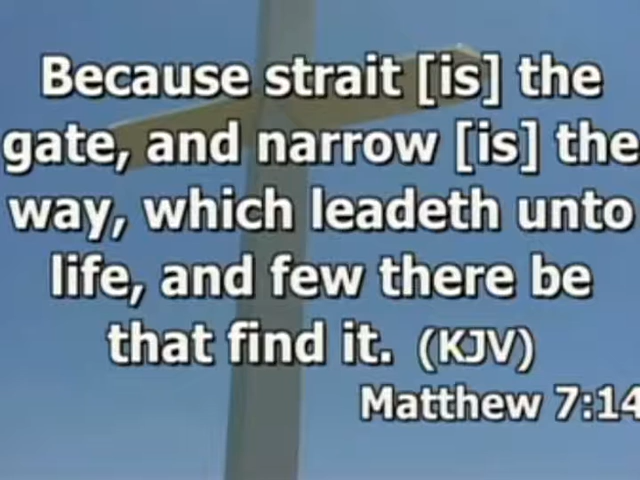 Because strait [is] the
gate, and narrow [is] the
way, which leadeth unto
life, and few there be
that find it. (KJV)
Matthew 7:14